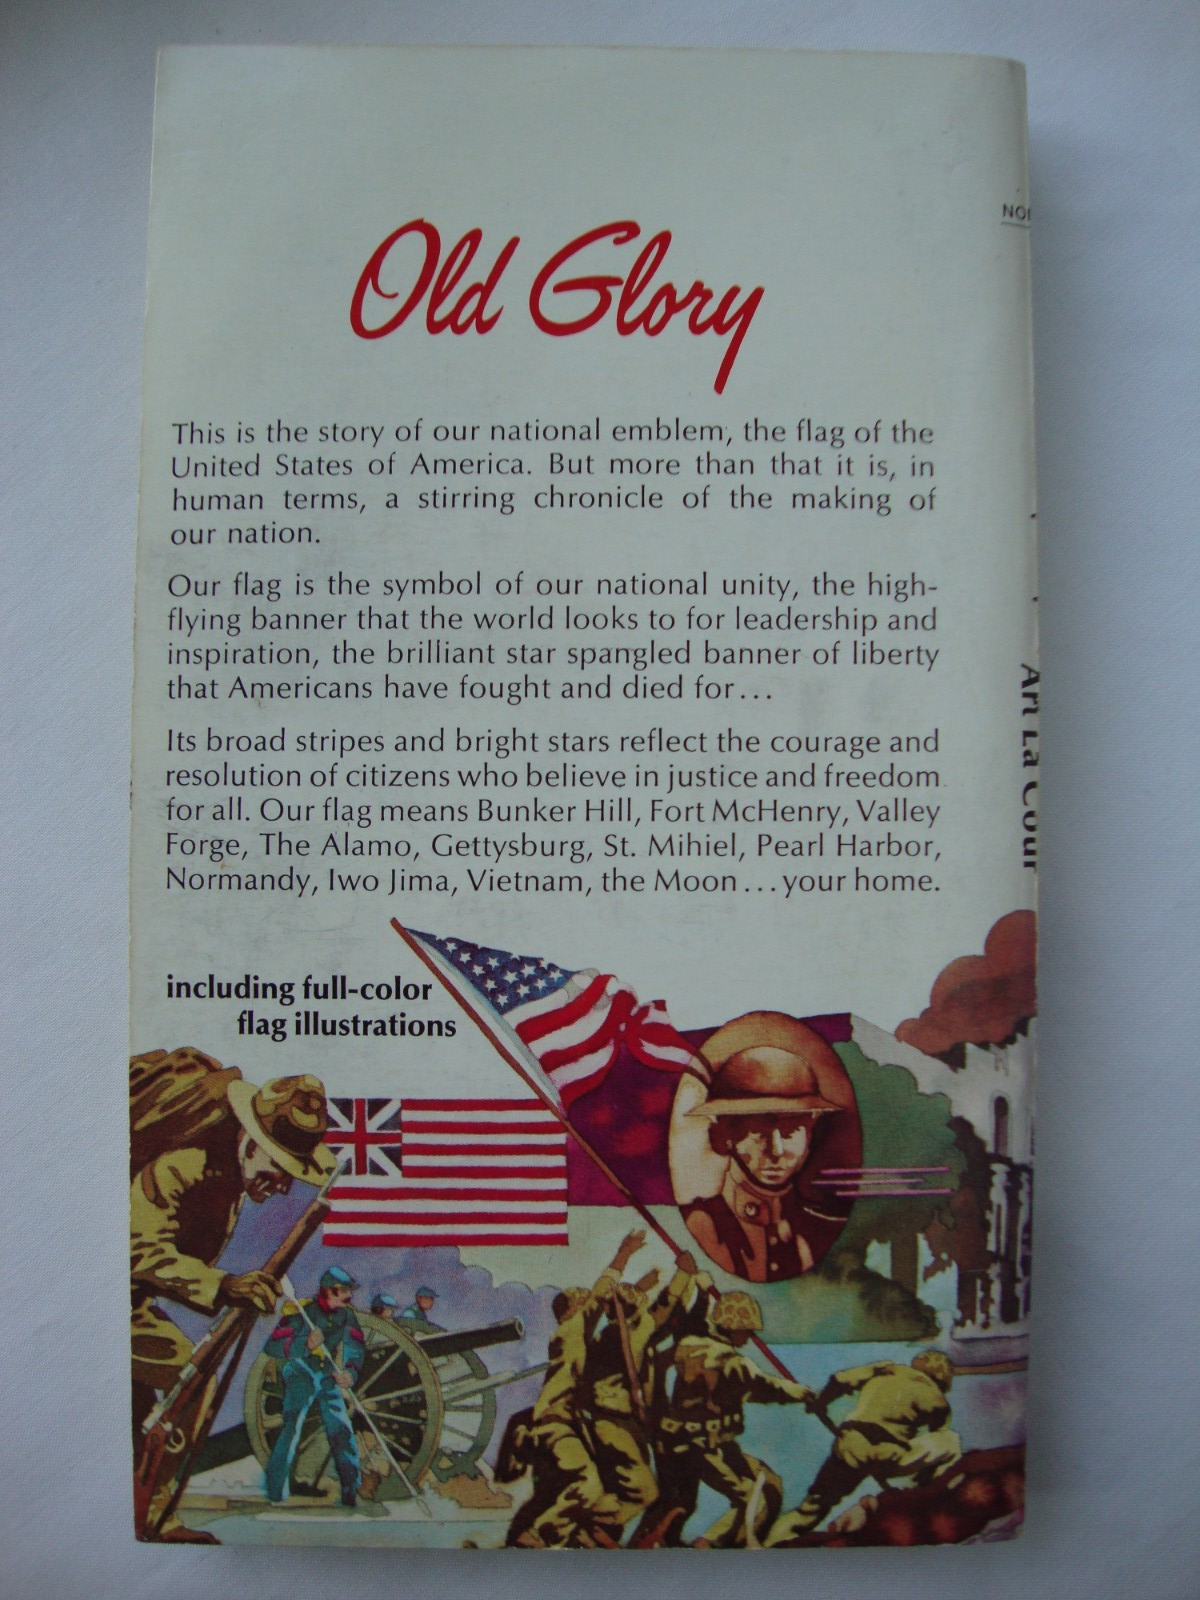 Old Glory
This is the story of our national emblem, the flag of the
United States of America. But more than that it is, in
human terms, a stirring chronicle of the making of
our nation.
Our flag is the symbol of our national unity, the high-
flying banner that the world looks to for leadership and
inspiration, the brilliant star spangled banner of liberty
that Americans have fought and died for...
Its broad stripes and bright stars reflect the courage and
resolution of citizens who believe in justice and freedom
for all. Our flag means Bunker Hill, Fort McHenry, Valley
Forge, The Alamo, Gettysburg, St. Mihiel, Pearl Harbor,
Normandy, Iwo Jima, Vietnam, the Moon...your home.
including full-color
flag illustrations
Art La Cour